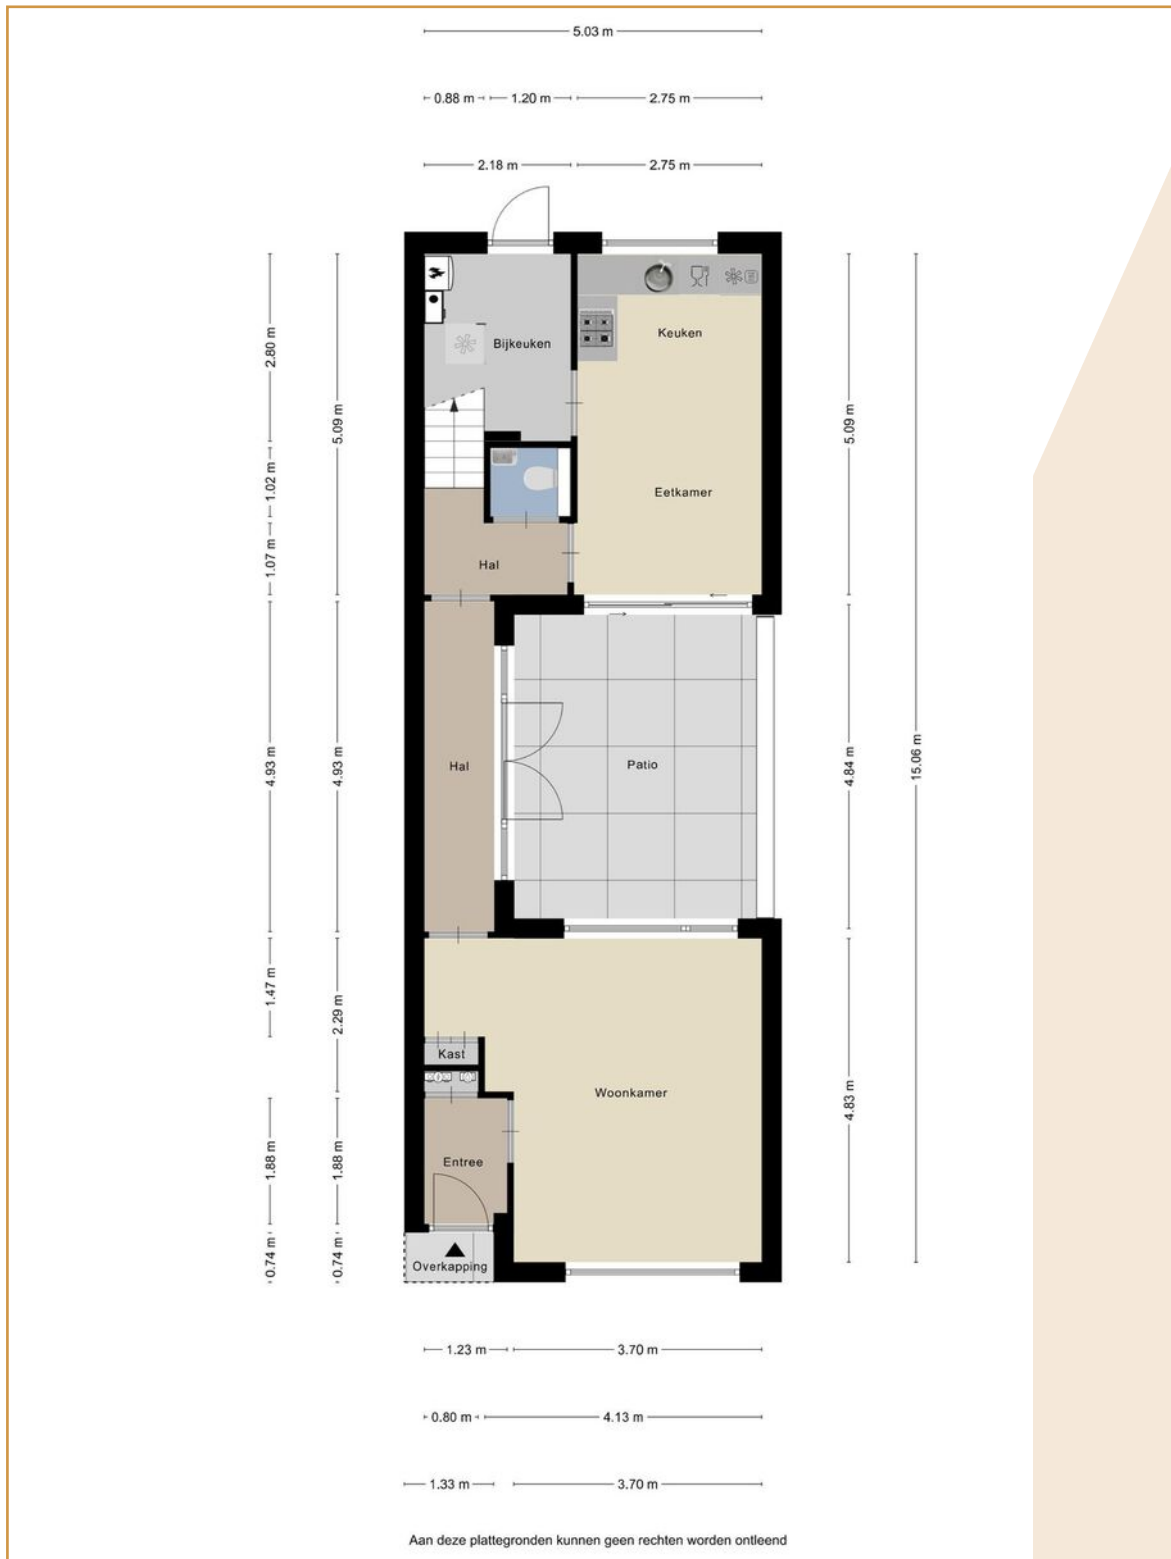 5.03 m
0.88 m 1.20 m 2.75 m
2.18 m 2.75 m
Bijkeuken
Keuken
Eetkamer
Hal
Hal
Patio
Kast
Woonkamer
Entree
Overkapping
2.80 m
1.02 m
1.07 m
4.93 m
1.47 m
1.88 m
0.74 m
5.09 m
4.93 m
2.29 m
1.88 m
0.74 m
5.09 m
4.84 m
4.83 m
15.06 m
1.23 m 3.70 m
0.80 m 4.13 m
1.33 m 3.70 m
Aan deze plattegronden kunnen geen rechten worden ontleend